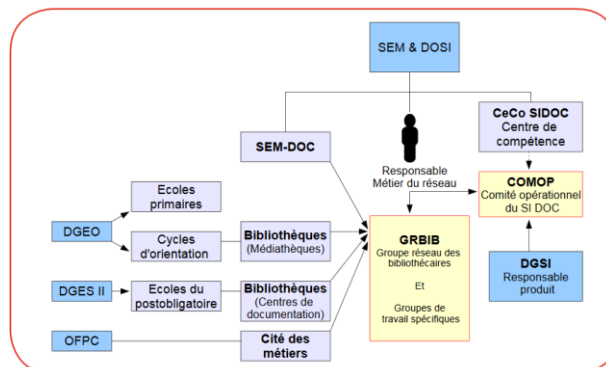 SEM & DOSI
CeCo SIDOC
Centre de
compétence
SEM-DOC
Responsable
Métier du réseau
COMOP
Comité opérationnel
du SI DOC
Ecoles
primaires
DGEO
Cycles
d'orientation
Bibliothèques
(Médiathèques)
GRBIB
Groupe réseau des
bibliothécaires
Et
Groupes de
travail spécifiques
DGSI
Responsable
produit
DGES II
Ecoles du
postobligatoire
Bibliothèques
(Centres de
documentation)
OFPC
Cité des
métiers